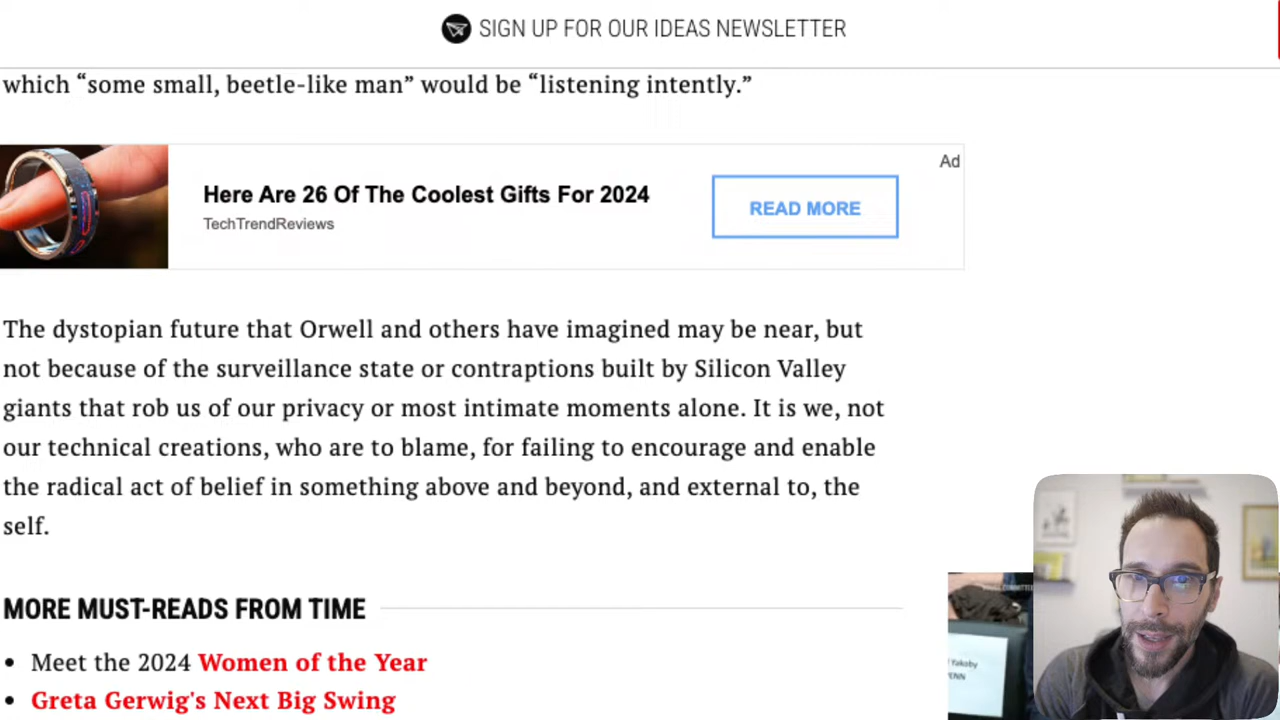 SIGN UP FOR OUR IDEAS NEWSLETTER
which “some small, beetle-like man” would be “listening intently.”
Ad
Here Are 26 Of The Coolest Gifts For 2024
TechTrendReviews
READ MORE
The dystopian future that Orwell and others have imagined may be near, but
not because of the surveillance state or contraptions built by Silicon Valley
giants that rob us of our privacy or most intimate moments alone. It is we, not
our technical creations, who are to blame, for failing to encourage and enable
the radical act of belief in something above and beyond, and external to, the
self.
MORE MUST-READS FROM TIME
• Meet the 2024 Women of the Year
• Greta Gerwig's Next Big Swing
Yakoby